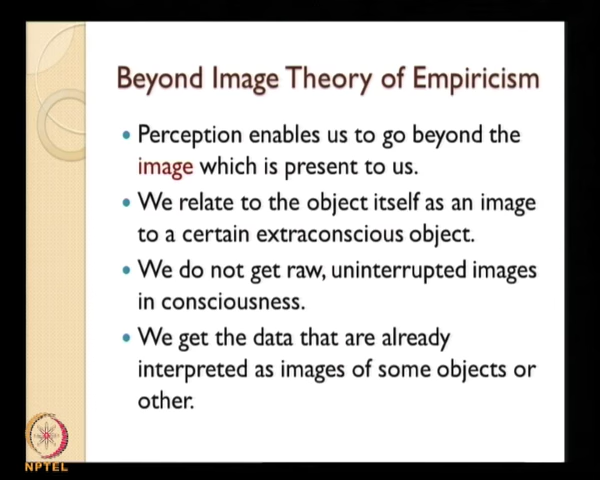 Beyond Image Theory of Empiricism
• Perception enables us to go beyond the
image which is present to us.
• We relate to the object itself as an image
to a certain extraconscious object.
• We do not get raw, uninterrupted images
in consciousness.
• We get the data that are already
interpreted as images of some objects or
other.
NPTEL